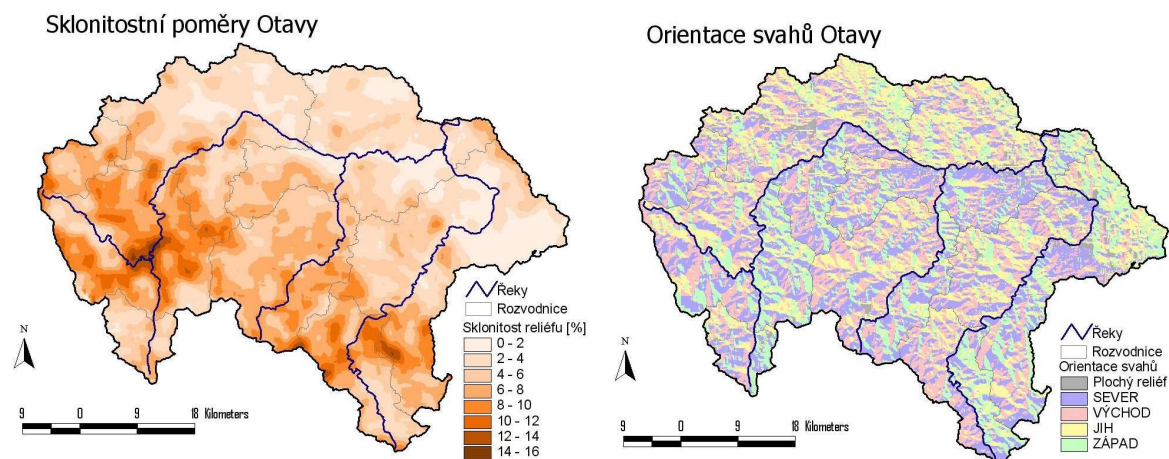 Sklonitostní poměry Otavy
N
9 0 9 18 Kilometers
Řeky
Rozvodnice
Sklonitost reliéfu [%]
0 - 2
2 - 4
4 - 6
6 - 8
8 - 10
10 - 12
12 - 14
14 - 16
Orientace svahů Otavy
N
9 0 9 18 Kilometers
Řeky
Rozvodnice
Orientace svahů
Plochý reliéf
SEVER
VÝCHOD
JIH
ZÁPAD